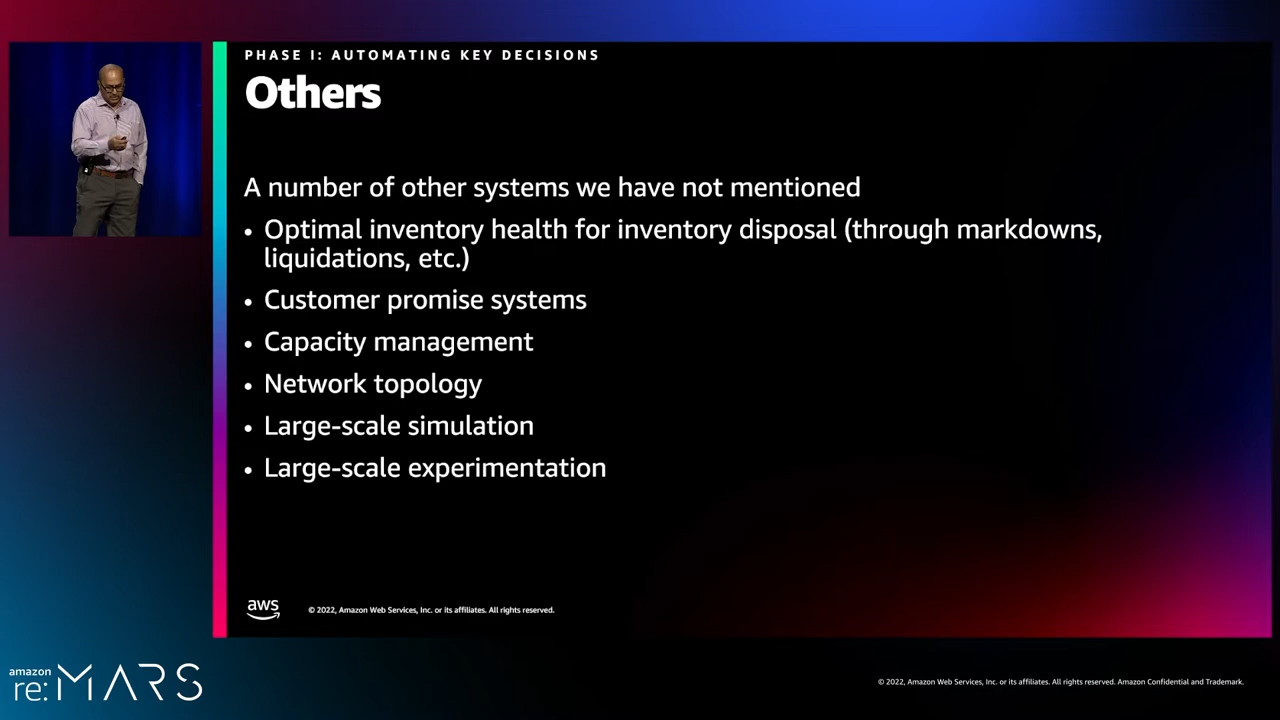 PHASE I: AUTOMATING KEY DECISIONS
Others
A number of other systems we have not mentioned
• Optimal inventory health for inventory disposal (through markdowns,
liquidations, etc.)
• Customer promise systems
• Capacity management
• Network topology
• Large-scale simulation
• Large-scale experimentation
aws
© 2022, Amazon Web Services, Inc. or its affiliates. All rights reserved.
amazon
re:MARS
© 2022, Amazon Web Services, Inc. or its affiliates. All rights reserved. Amazon Confidential and Trademark.